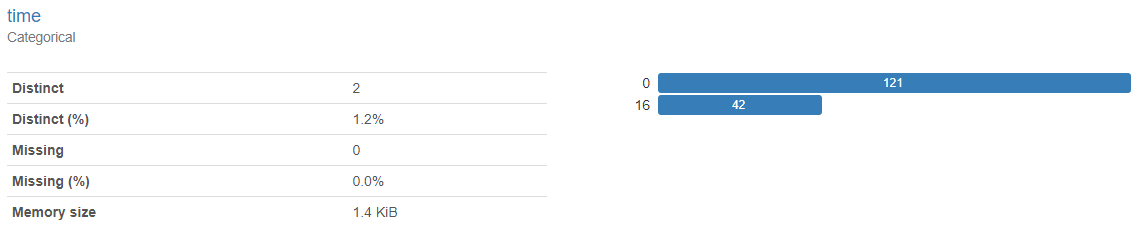 time
Categorical
Distinct 2
Distinct (%) 1.2%
Missing 0
Missing (%) 0.0%
Memory size 1.4 KiB
0 121
16 42